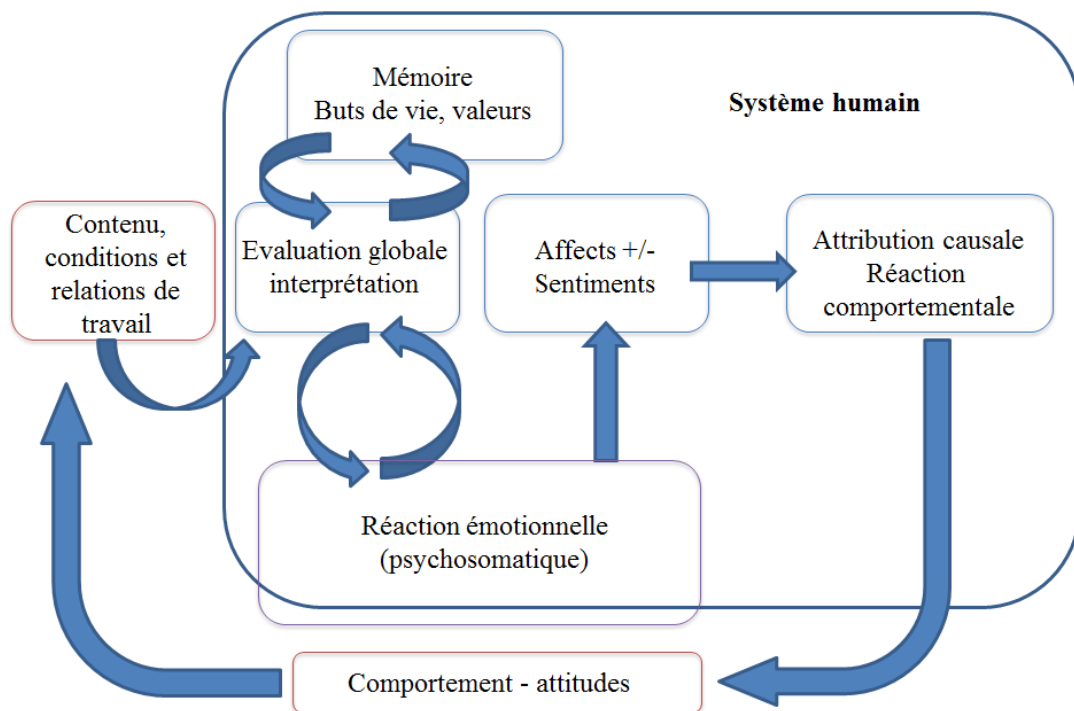 Mémoire
Buts de vie, valeurs
Système humain
Contenu,
conditions et
relations de
travail
Evaluation globale
interprétation
Affects +/-
Sentiments
Attribution causale
Réaction
comportementale
Réaction émotionnelle
(psychosomatique)
Comportement - attitudes